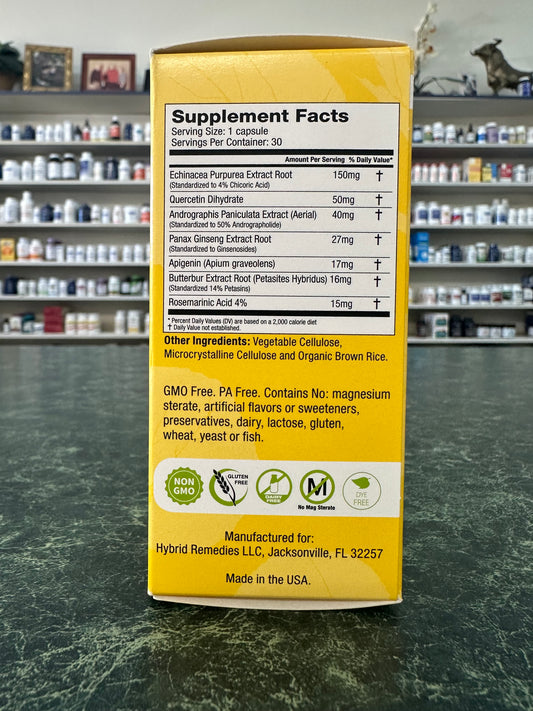 Supplement Facts
Serving Size: 1 capsule
Servings Per Container: 30
Amount Per Serving % Daily Value*
Echinacea Purpurea Extract Root 150mg †
(Standardized to 4% Chicoric Acid)
Quercetin Dihydrate 50mg †
Andrographis Paniculata Extract (Aerial) 40mg †
(Standardized to 50% Andrographolide)
Panax Ginseng Extract Root 27mg †
(Standardized to Ginsenosides)
Apigenin (Apium graveolens) 17mg †
Butterbur Extract Root (Petasites Hybridus) 16mg †
(Standardized 14% Petasins)
Rosemarinic Acid 4% 15mg †
* Percent Daily Values (DV) are based on a 2,000 calorie diet
† Daily Value not established.
Other Ingredients: Vegetable Cellulose,
Microcrystalline Cellulose and Organic Brown Rice.
GMO Free. PA Free. Contains No: magnesium
sterate, artificial flavors or sweeteners,
preservatives, dairy, lactose, gluten,
wheat, yeast or fish.
NON
GMO
GLUTEN
FREE
DAIRY
FREE
M
No Mag Sterate
DYE
FREE
Manufactured for:
Hybrid Remedies LLC, Jacksonville, FL 32257
Made in the USA.